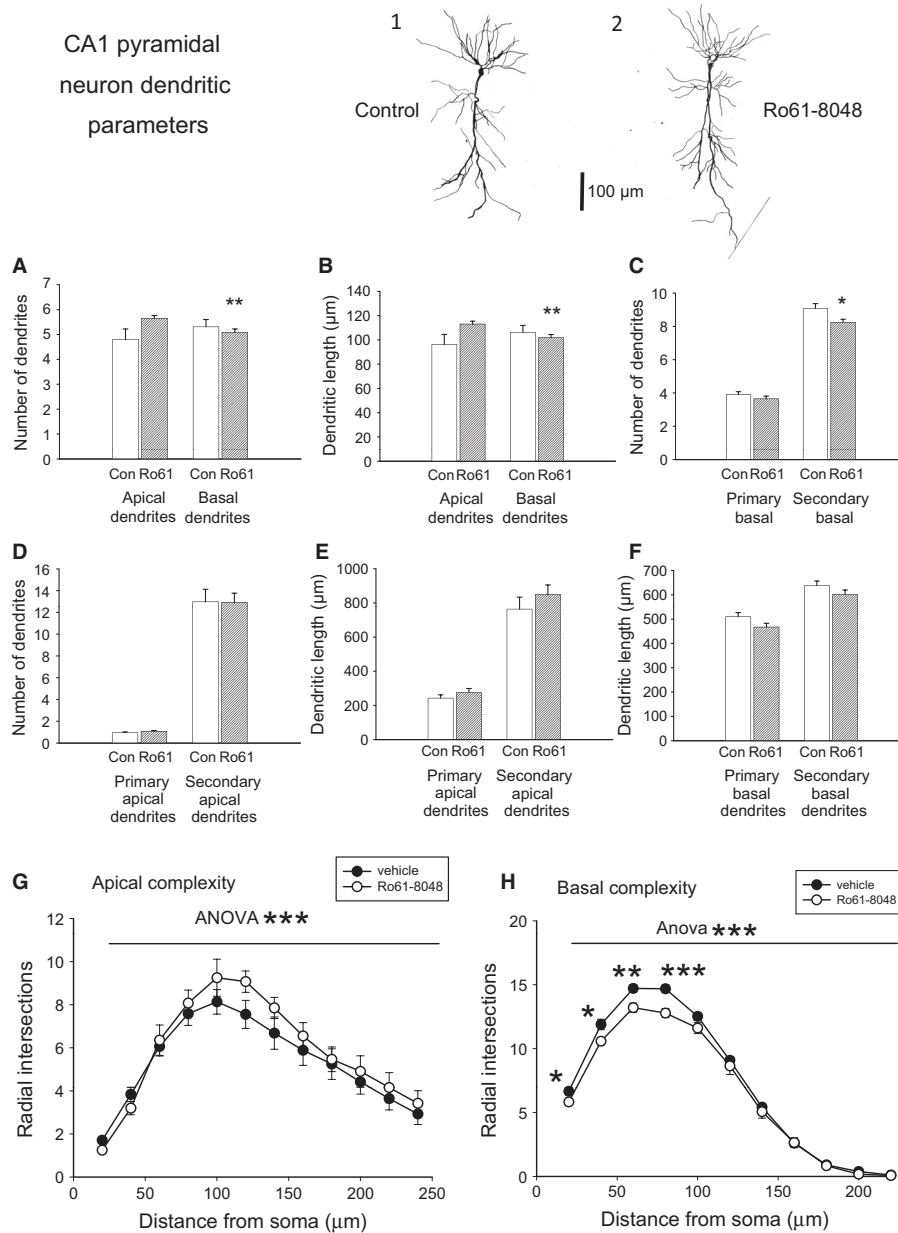 CA1 pyramidal
neuron dendritic
parameters
1
2
Control
Ro61-8048
100 µm
A
Number of dendrites
7
6
5
4
3
2
1
0
**
Con Ro61 Con Ro61
Apical dendrites
Basal dendrites
B
Dendritic length (µm)
140
120
100
80
60
40
20
0
**
Con Ro61 Con Ro61
Apical dendrites
Basal dendrites
C
Number of dendrites
10
8
6
4
2
0
*
Con Ro61 Con Ro61
Primary basal
Secondary basal
D
Number of dendrites
16
14
12
10
8
6
4
2
0
Con Ro61 Con Ro61
Primary apical dendrites
Secondary apical dendrites
E
Dendritic length (µm)
1000
800
600
400
200
0
Con Ro61 Con Ro61
Primary apical dendrites
Secondary apical dendrites
F
Dendritic length (µm)
700
600
500
400
300
200
100
0
Con Ro61 Con Ro61
Primary basal dendrites
Secondary basal dendrites
G
Apical complexity
vehicle
Ro61-8048
ANOVA ***
Radial intersections
12
10
8
6
4
2
0
0 50 100 150 200 250
Distance from soma (µm)
H
Basal complexity
vehicle
Ro61-8048
Anova ***
* * ** ***
Radial intersections
20
15
10
5
0
0 50 100 150 200
Distance from soma (µm)